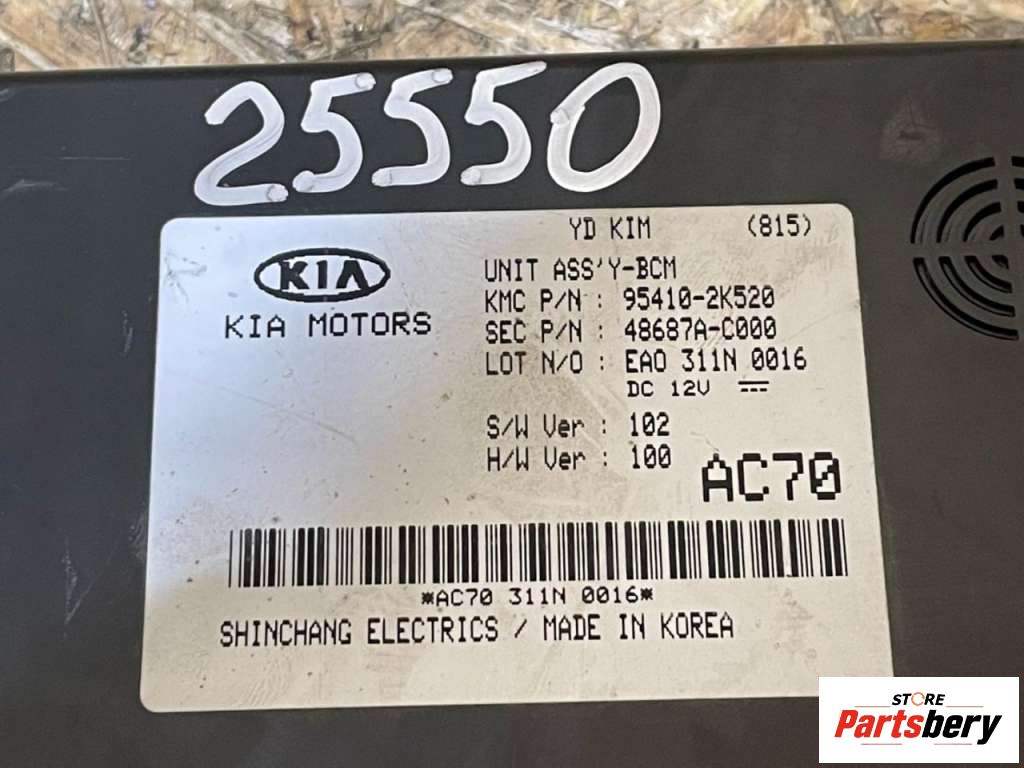 25550
YD KIM (815)
KIA
KIA MOTORS
UNIT ASS'Y-BCM
KMC P/N : 95410-2K520
SEC P/N : 48687A-C000
LOT N/O : EAO 311N 0016
DC 12V
S/W Ver : 102
H/W Ver : 100
AC70
*AC70 311N 0016*
SHINCHANG ELECTRICS / MADE IN KOREA
STORE
Partsbery